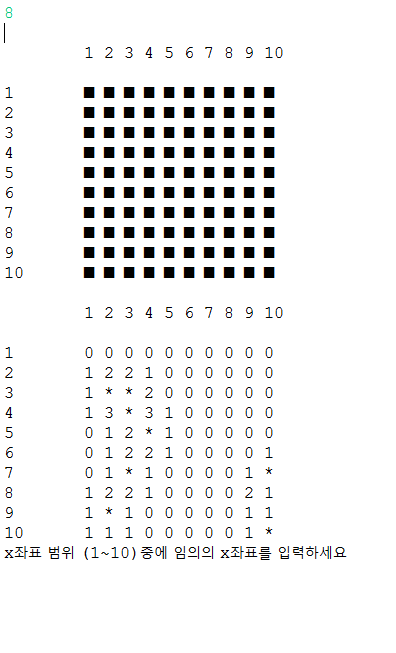 8
1 2 3 4 5 6 7 8 9 10
1 ■ ■ ■ ■ ■ ■ ■ ■ ■ ■
2 ■ ■ ■ ■ ■ ■ ■ ■ ■ ■
3 ■ ■ ■ ■ ■ ■ ■ ■ ■ ■
4 ■ ■ ■ ■ ■ ■ ■ ■ ■ ■
5 ■ ■ ■ ■ ■ ■ ■ ■ ■ ■
6 ■ ■ ■ ■ ■ ■ ■ ■ ■ ■
7 ■ ■ ■ ■ ■ ■ ■ ■ ■ ■
8 ■ ■ ■ ■ ■ ■ ■ ■ ■ ■
9 ■ ■ ■ ■ ■ ■ ■ ■ ■ ■
10 ■ ■ ■ ■ ■ ■ ■ ■ ■ ■
1 2 3 4 5 6 7 8 9 10
1 0 0 0 0 0 0 0 0 0 0
2 1 2 2 1 0 0 0 0 0 0
3 1 * * 2 0 0 0 0 0 0
4 1 3 * 3 1 0 0 0 0 0
5 0 1 2 * 1 0 0 0 0 0
6 0 1 2 2 1 0 0 0 0 1
7 0 1 * 1 0 0 0 0 1 *
8 1 2 2 1 0 0 0 0 2 1
9 1 * 1 0 0 0 0 0 1 1
10 1 1 1 0 0 0 0 0 1 *
x좌표 범위 (1~10)중에 임의의 x좌표를 입력하세요